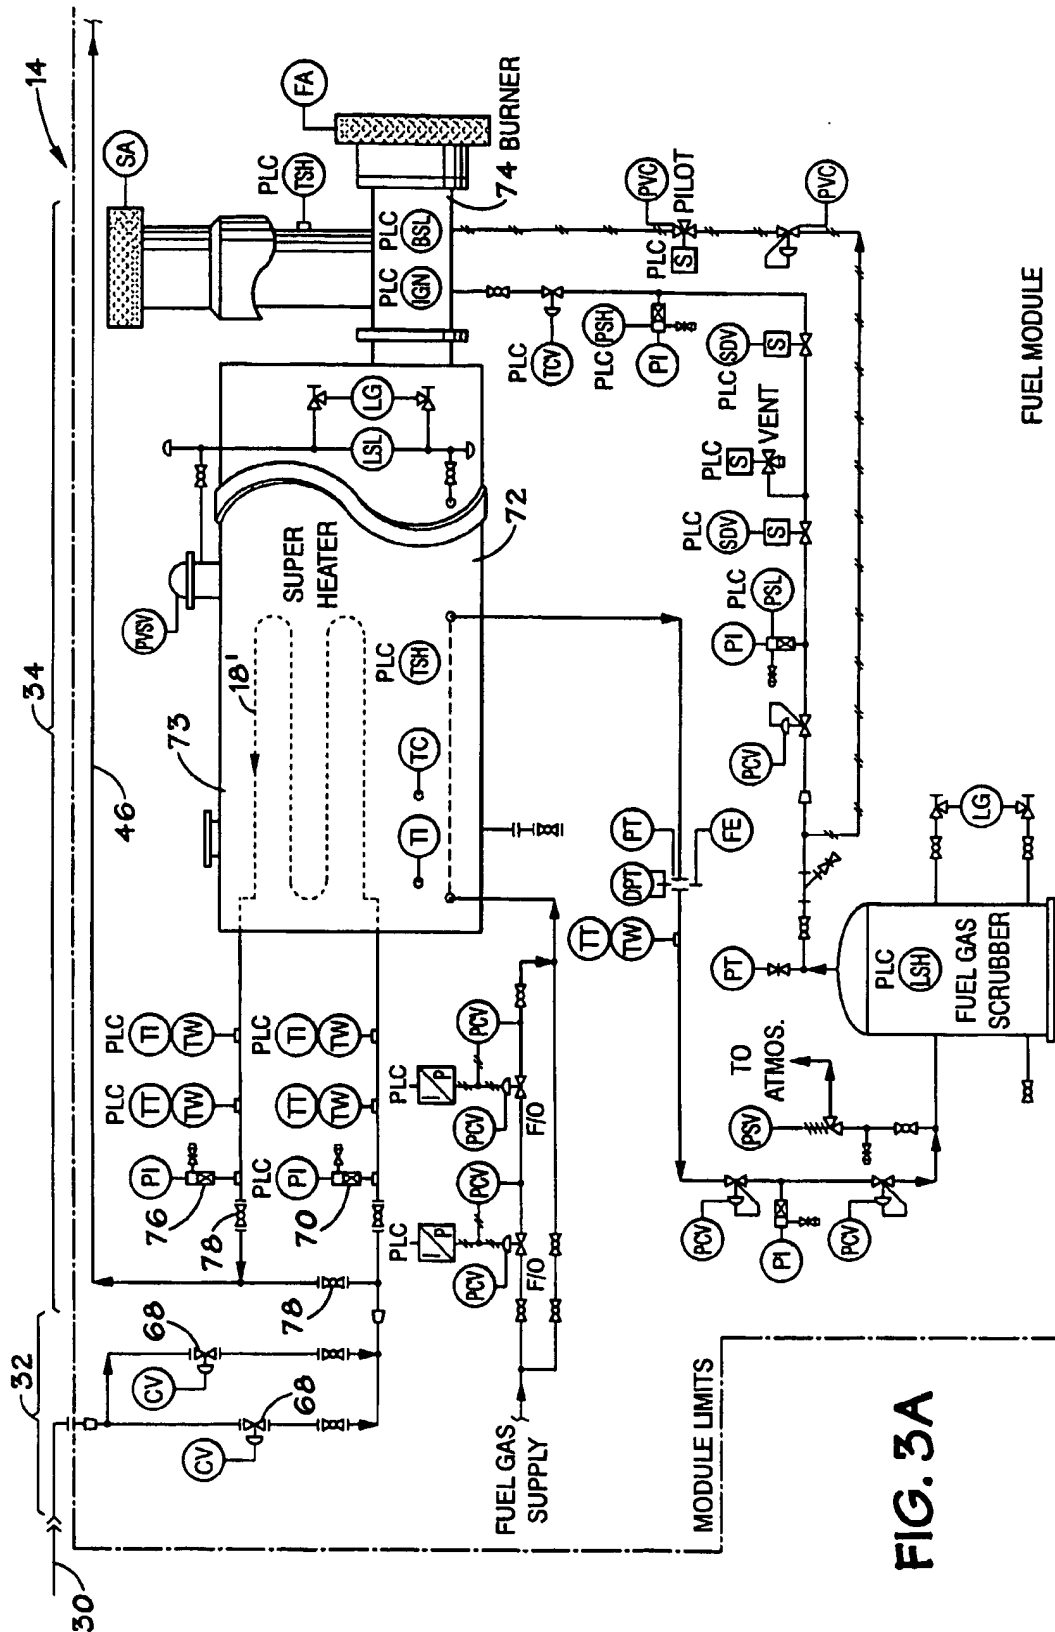 14
34
46
32
30
SA
PLC
TSH
FA
BURNER
74
PLC
BSL
PLC
IGN
PVC
PILOT
PLC
S
PVC
PLC
TCV
PLC
PSH
PI
PLC
SDV
S
PLC
S
VENT
PLC
SDV
S
PLC
PSL
PI
PCV
LG
LSL
72
SUPER
HEATER
PVSV
18'
73
PLC
TSH
TC
TI
PLC
TI
TW
PLC
TT
TW
PI
76
78
PLC
TI
TW
TT
TW
PLC
PI
70
78
68
CV
68
CV
PLC
I/P
PCV
PCV
F/O
PLC
I/P
PCV
PCV
F/O
FUEL GAS
SUPPLY
PT
DPT
FE
TT
TW
PT
PLC
LSH
FUEL GAS
SCRUBBER
LG
TO
ATMOS.
PSV
PCV
PI
PCV
MODULE LIMITS
FUEL MODULE
FIG. 3A